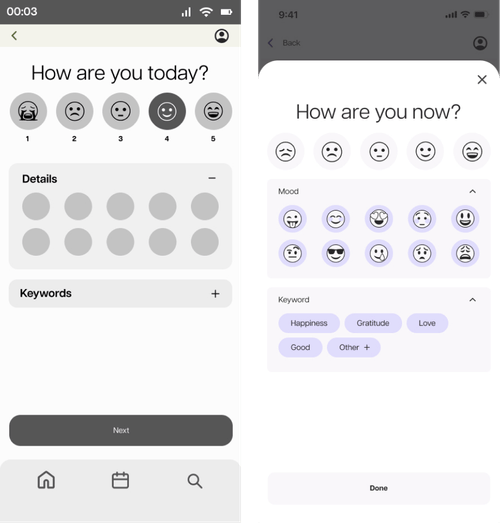 00:03
How are you today?
1 2 3 4 5
Details
Keywords
Next
9:41
Back
How are you now?
Mood
Keyword
Happiness Gratitude Love
Good Other +
Done